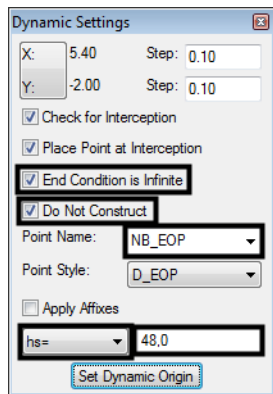 Dynamic Settings
X: 5.40 Step: 0.10
Y: -2.00 Step: 0.10
Check for Interception
Place Point at Interception
End Condition is Infinite
Do Not Construct
Point Name: NB_EOP
Point Style: D_EOP
Apply Affixes
hs= 48,0
Set Dynamic Origin